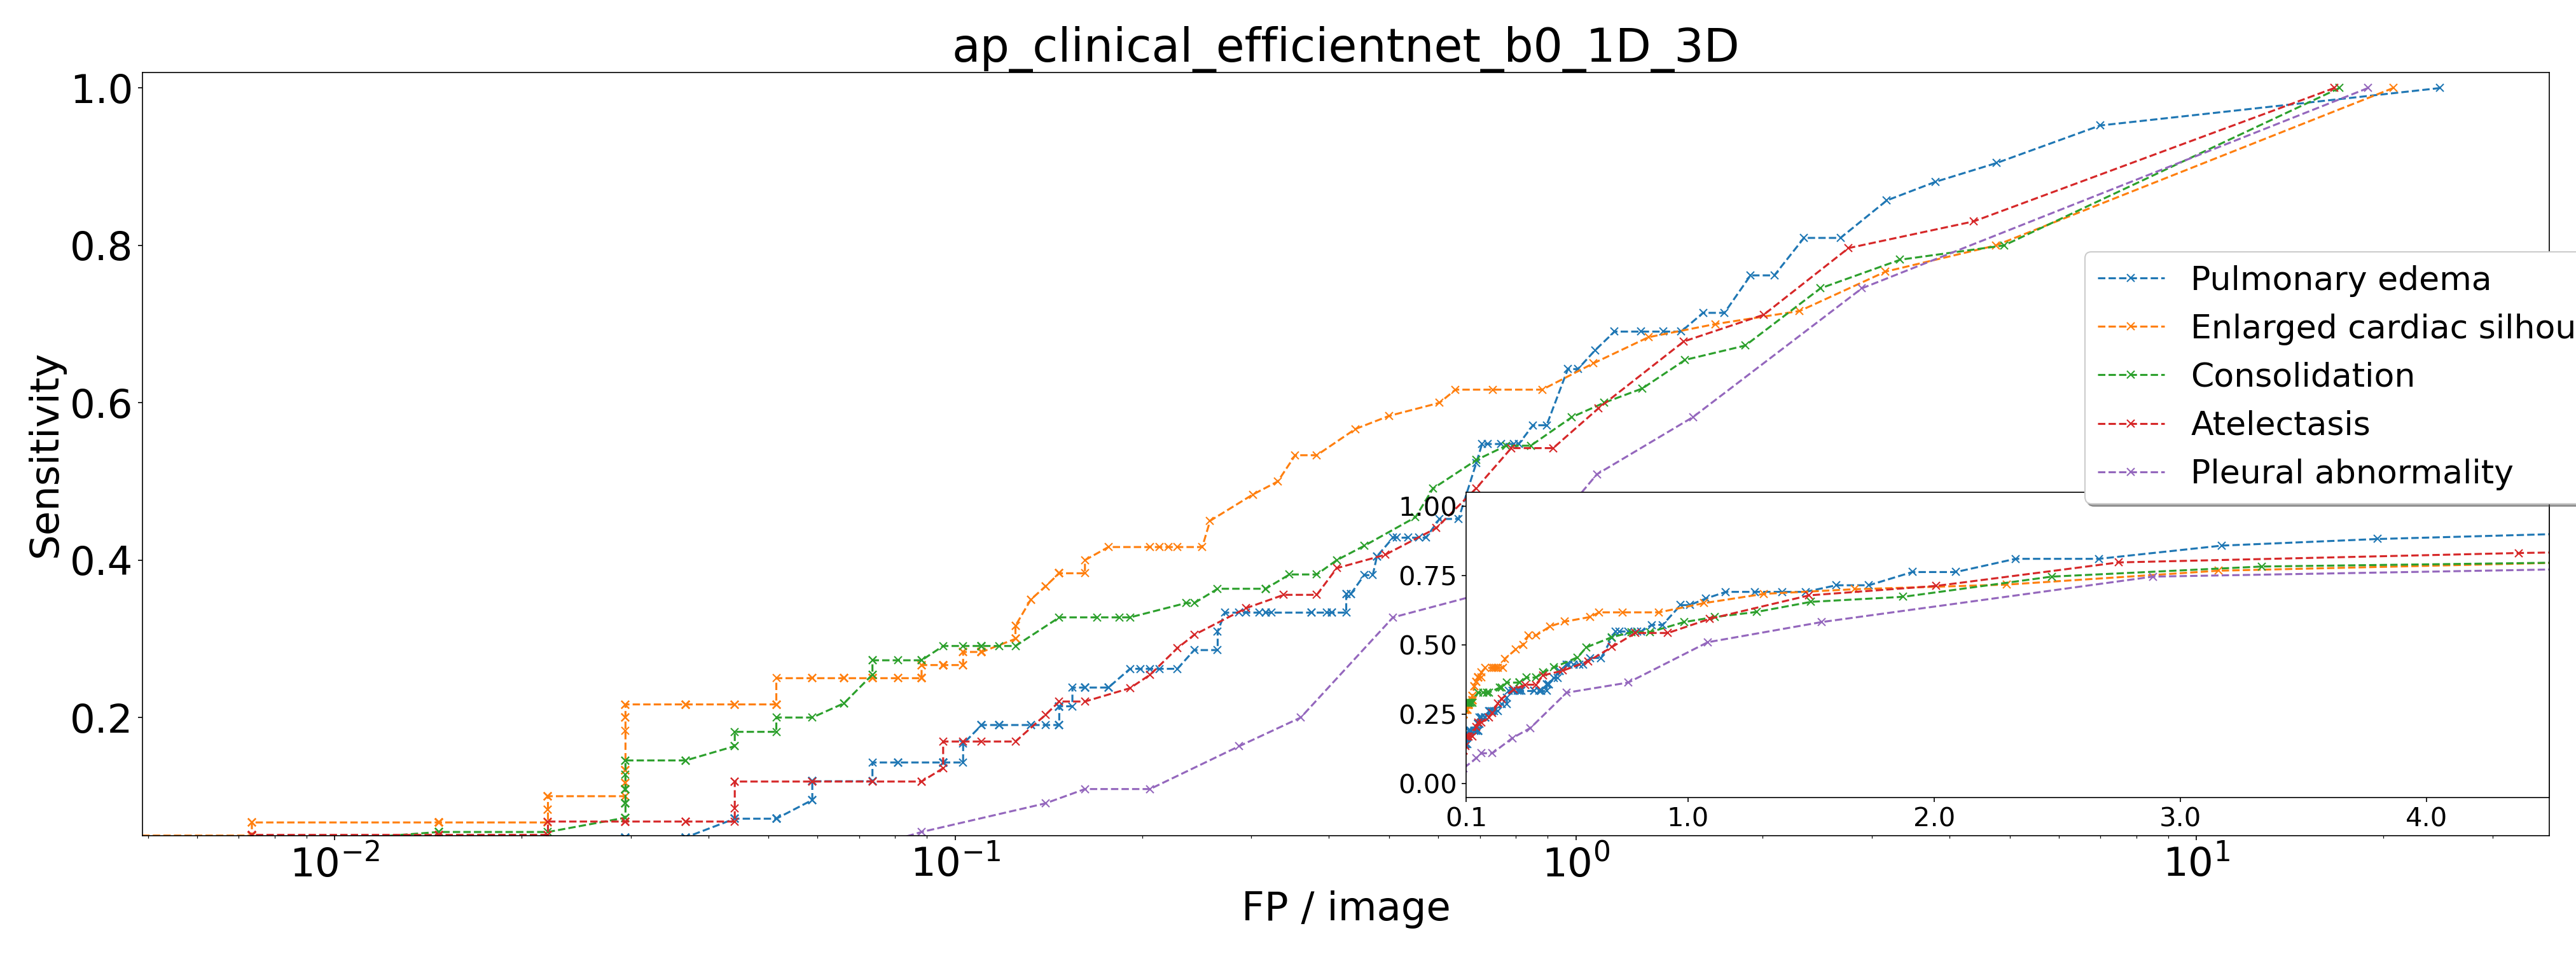 ap_clinical_efficientnet_b0_1D_3D
1.0
0.8
0.6
0.4
0.2
Sensitivity
10⁻²
10⁻¹
10⁰
10¹
FP / image
Pulmonary edema
Enlarged cardiac silhou
Consolidation
Atelectasis
Pleural abnormality
1.00
0.75
0.50
0.25
0.00
0.1
1.0
2.0
3.0
4.0